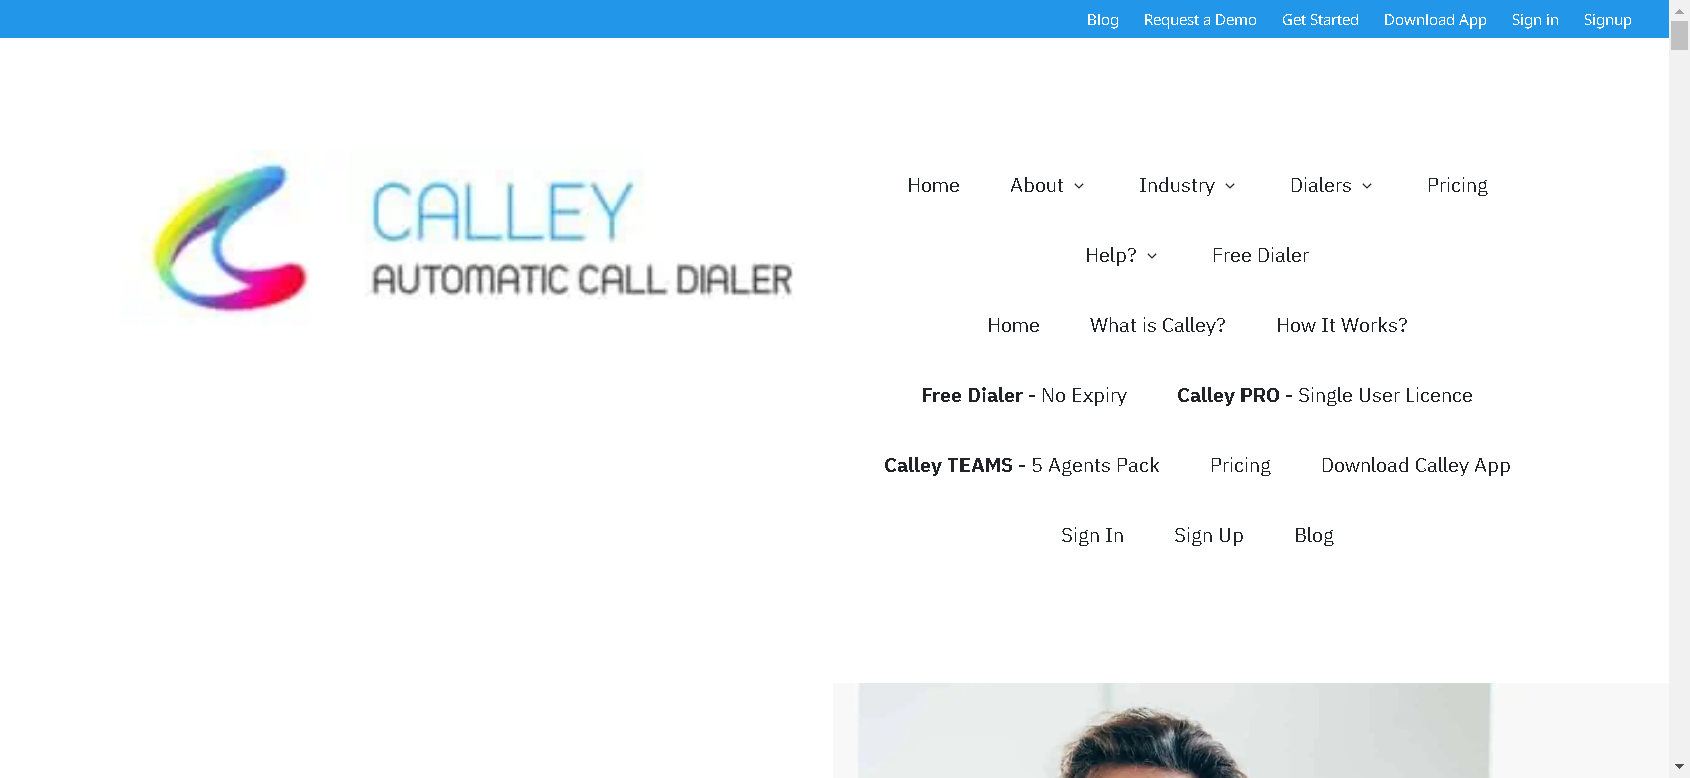 Blog Request a Demo Get Started Download App Sign in Signup
CALLEY
AUTOMATIC CALL DIALER
Home About Industry Dialers Pricing
Help? Free Dialer
Home What is Calley? How It Works?
Free Dialer - No Expiry Calley PRO - Single User Licence
Calley TEAMS - 5 Agents Pack Pricing Download Calley App
Sign In Sign Up Blog